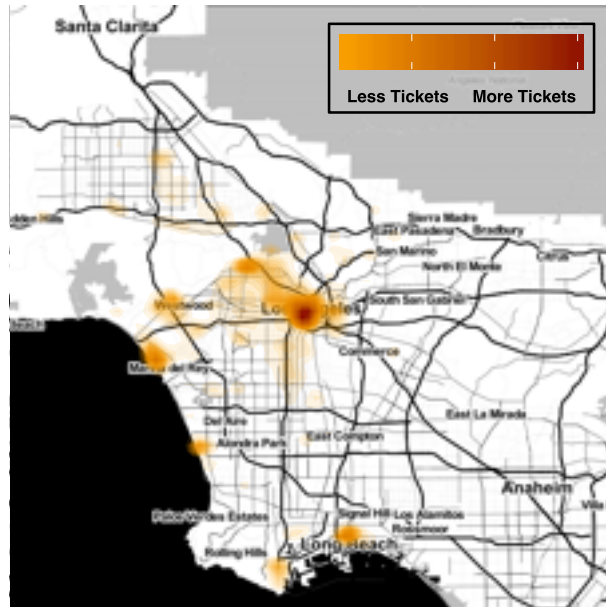 Santa Clarita
Less Tickets More Tickets
Sierra Madre
East Pasadena Bradbury
San Marino Citrus
North El Monte
Westwood
South San Gabriel
Commerce
Marina del Rey
East La Mirada
Del Aire
Alondra Park East Compton
Anaheim
Villa
Palos Verdes Estates Signal Hill Los Alamitos
Rossmoor
Long Beach
Rolling Hills